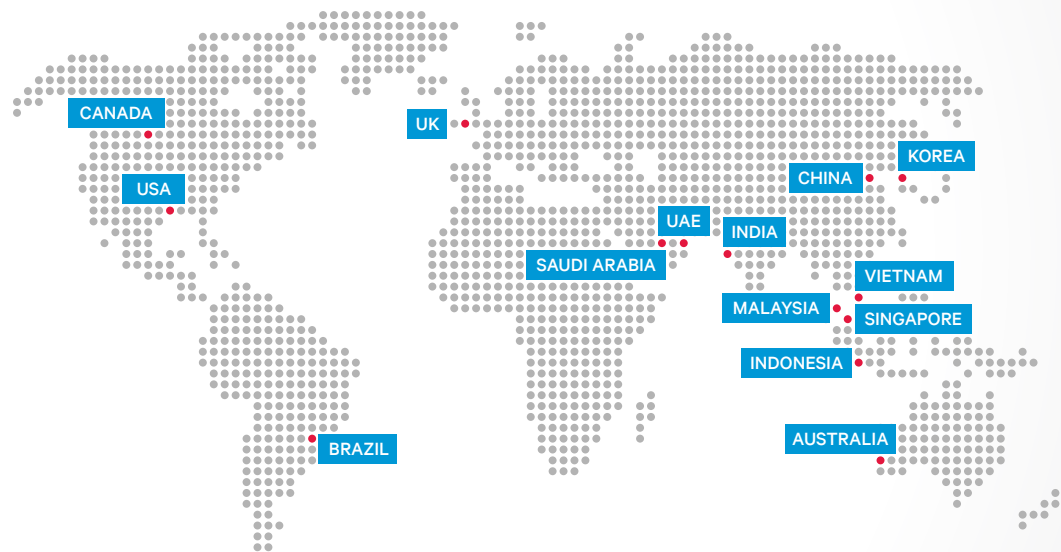 CANADA
UK
KOREA
CHINA
USA
UAE
INDIA
SAUDI ARABIA
VIETNAM
MALAYSIA
SINGAPORE
INDONESIA
AUSTRALIA
BRAZIL